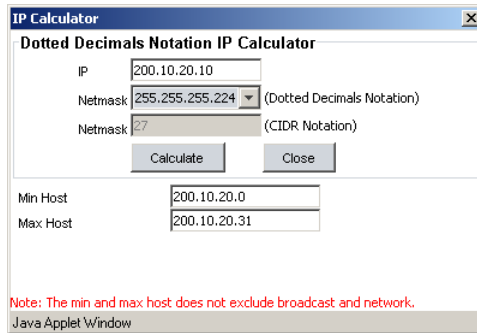 IP Calculator
Dotted Decimals Notation IP Calculator
IP 200.10.20.10
Netmask 255.255.255.224 (Dotted Decimals Notation)
Netmask 27 (CIDR Notation)
Calculate Close
Min Host 200.10.20.0
Max Host 200.10.20.31
Note: The min and max host does not exclude broadcast and network.
Java Applet Window